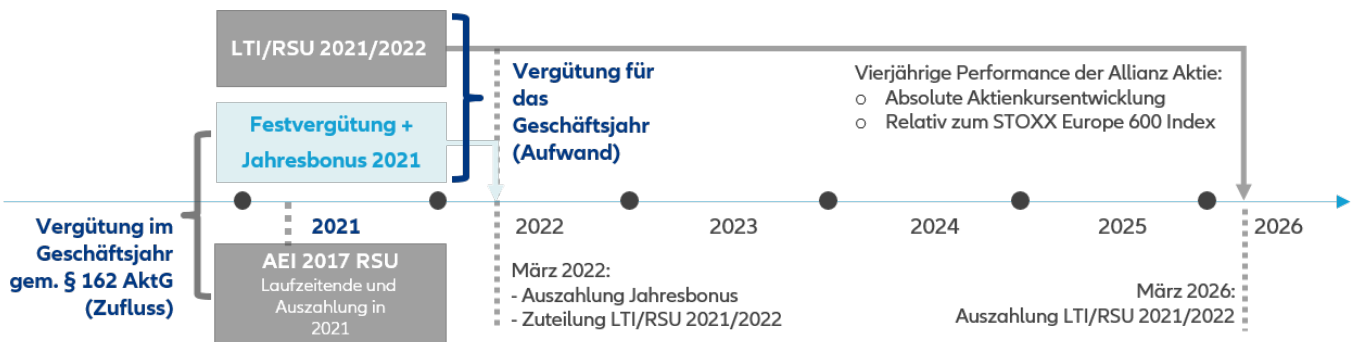 LTI/RSU 2021/2022
Festvergütung +
Jahresbonus 2021
Vergütung für
das
Geschäftsjahr
(Aufwand)
Vierjährige Performance der Allianz Aktie:
o Absolute Aktienkursentwicklung
o Relativ zum STOXX Europe 600 Index
Vergütung im
Geschäftsjahr
gem. § 162 AktG
(Zufluss)
2021
2022
2023
2024
2025
2026
AEI 2017 RSU
Laufzeitende und
Auszahlung in
2021
März 2022:
- Auszahlung Jahresbonus
- Zuteilung LTI/RSU 2021/2022
März 2026:
Auszahlung LTI/RSU 2021/2022